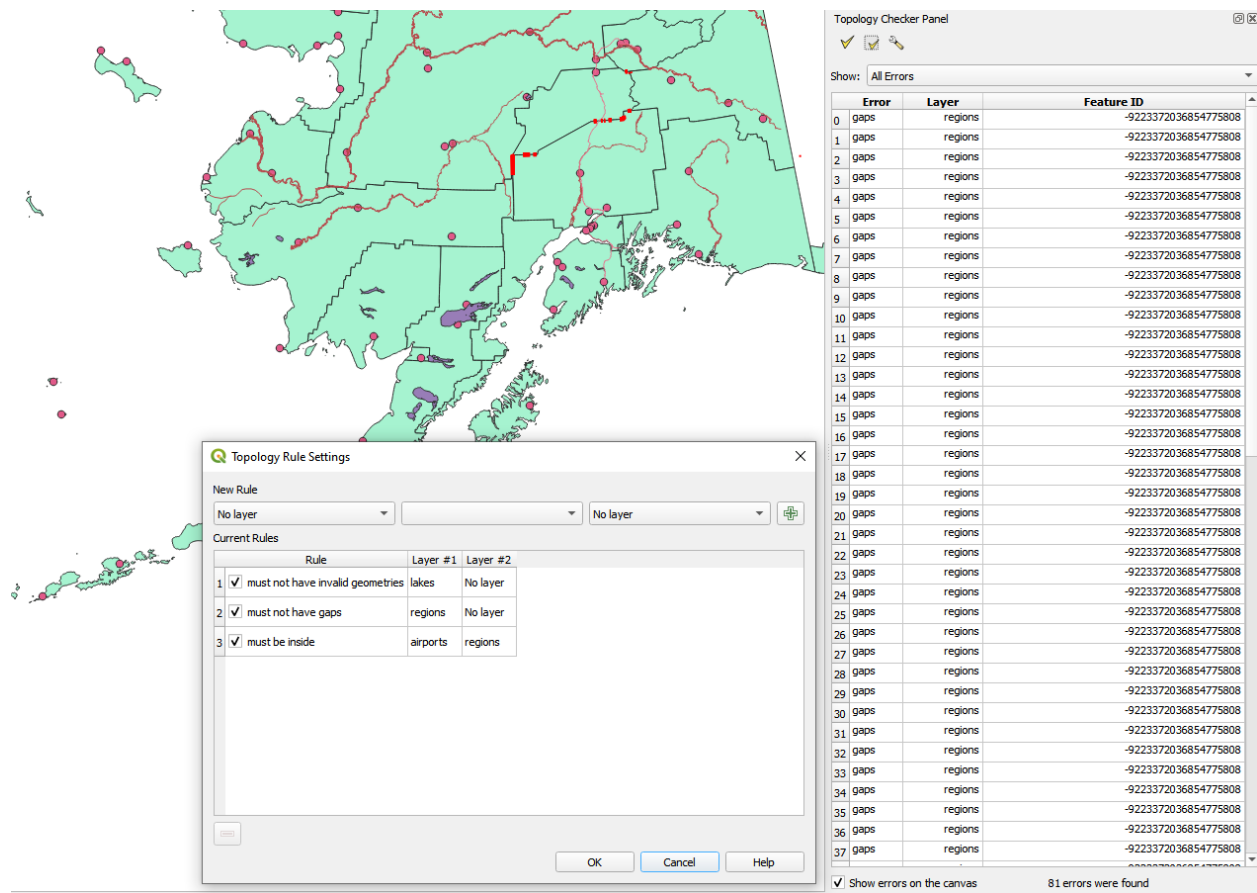 Topology Checker Panel
Show: All Errors
Error Layer Feature ID
0 gaps regions -9223372036854775808
1 gaps regions -9223372036854775808
2 gaps regions -9223372036854775808
3 gaps regions -9223372036854775808
4 gaps regions -9223372036854775808
5 gaps regions -9223372036854775808
6 gaps regions -9223372036854775808
7 gaps regions -9223372036854775808
8 gaps regions -9223372036854775808
9 gaps regions -9223372036854775808
10 gaps regions -9223372036854775808
11 gaps regions -9223372036854775808
12 gaps regions -9223372036854775808
13 gaps regions -9223372036854775808
14 gaps regions -9223372036854775808
15 gaps regions -9223372036854775808
16 gaps regions -9223372036854775808
17 gaps regions -9223372036854775808
18 gaps regions -9223372036854775808
19 gaps regions -9223372036854775808
20 gaps regions -9223372036854775808
21 gaps regions -9223372036854775808
22 gaps regions -9223372036854775808
23 gaps regions -9223372036854775808
24 gaps regions -9223372036854775808
25 gaps regions -9223372036854775808
26 gaps regions -9223372036854775808
27 gaps regions -9223372036854775808
28 gaps regions -9223372036854775808
29 gaps regions -9223372036854775808
30 gaps regions -9223372036854775808
31 gaps regions -9223372036854775808
32 gaps regions -9223372036854775808
33 gaps regions -9223372036854775808
34 gaps regions -9223372036854775808
35 gaps regions -9223372036854775808
36 gaps regions -9223372036854775808
37 gaps regions -9223372036854775808
Show errors on the canvas 81 errors were found
Topology Rule Settings
New Rule
No layer No layer
Current Rules
Rule Layer #1 Layer #2
1 must not have invalid geometries lakes No layer
2 must not have gaps regions No layer
3 must be inside airports regions
OK Cancel Help